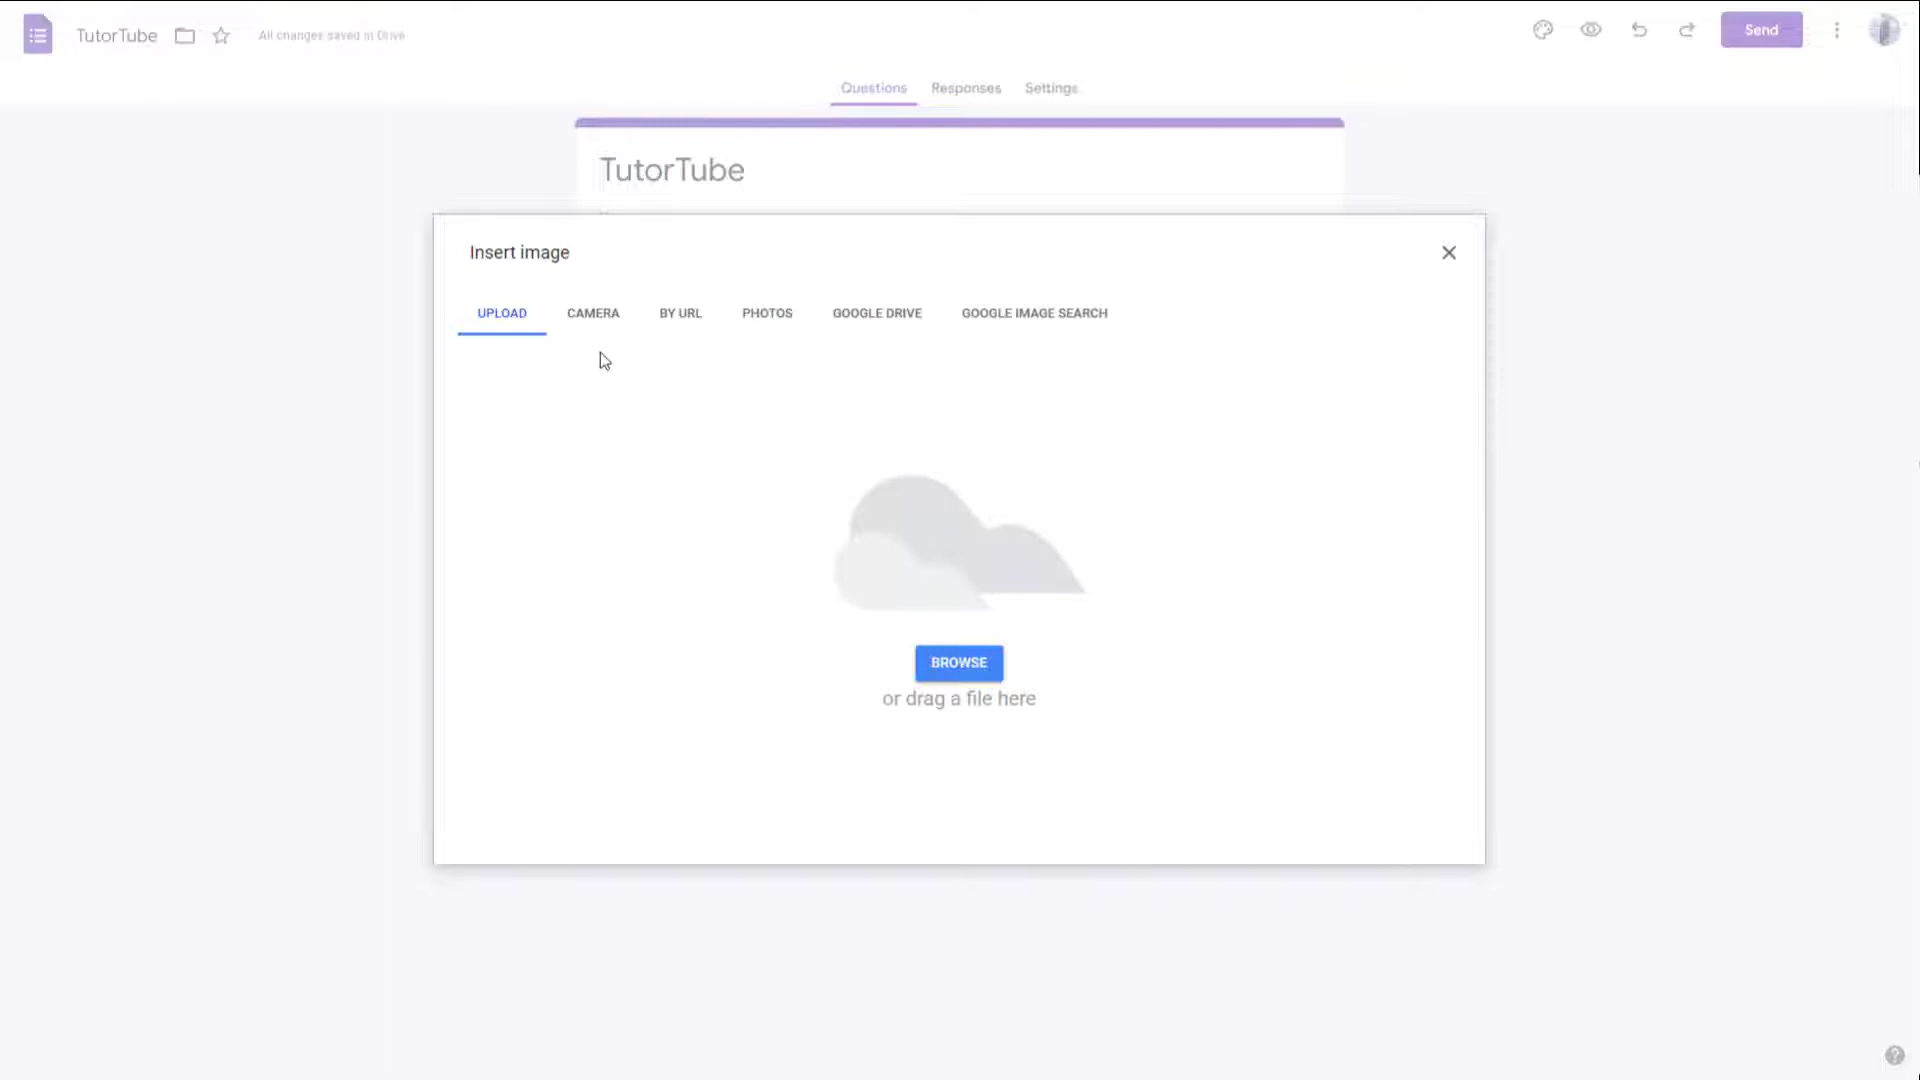 TutorTube
All changes saved in Drive
Send
Questions Responses Settings
TutorTube
Insert image
UPLOAD CAMERA BY URL PHOTOS GOOGLE DRIVE GOOGLE IMAGE SEARCH
BROWSE
or drag a file here